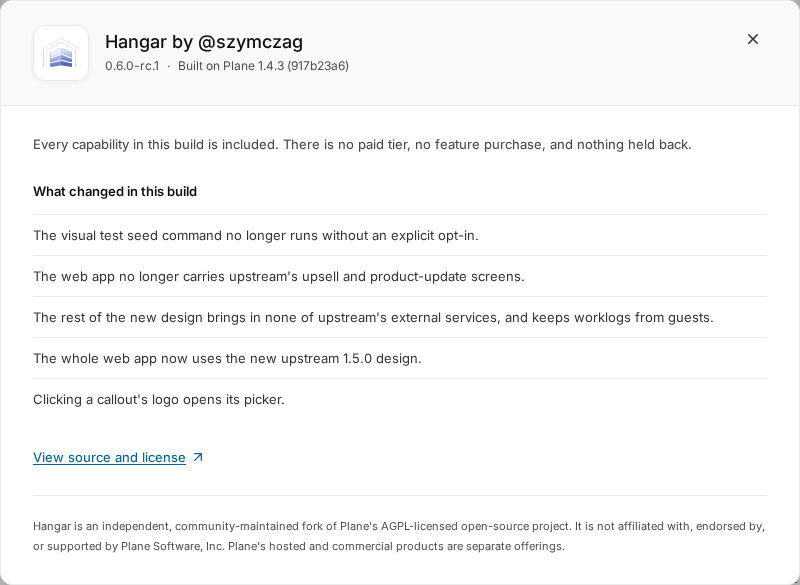 Hangar by @szymczag
0.6.0-rc.1 · Built on Plane 1.4.3 (917b23a6)
Every capability in this build is included. There is no paid tier, no feature purchase, and nothing held back.
What changed in this build
The visual test seed command no longer runs without an explicit opt-in.
The web app no longer carries upstream's upsell and product-update screens.
The rest of the new design brings in none of upstream's external services, and keeps worklogs from guests.
The whole web app now uses the new upstream 1.5.0 design.
Clicking a callout's logo opens its picker.
View source and license
Hangar is an independent, community-maintained fork of Plane's AGPL-licensed open-source project. It is not affiliated with, endorsed by,
or supported by Plane Software, Inc. Plane's hosted and commercial products are separate offerings.